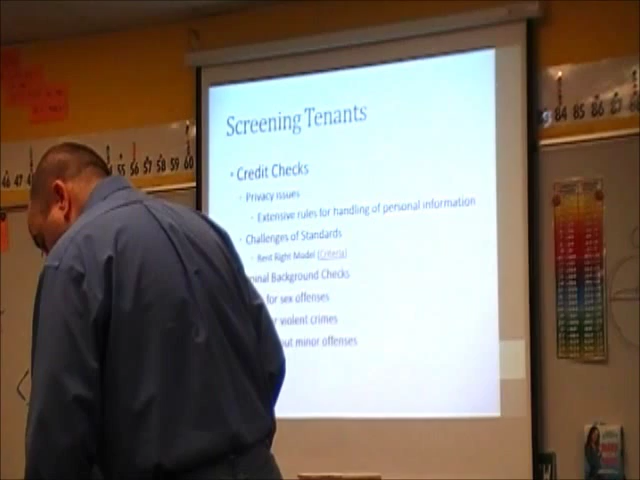 Screening Tenants
• Credit Checks
Privacy issues
Extensive rules for handling of personal information
Challenges of Standards
Rent Right Model (Criteria)
Background Checks
for sex offenses
violent crimes
minor offenses
46 47
55 56 57 58 59 60
84 85 86 87